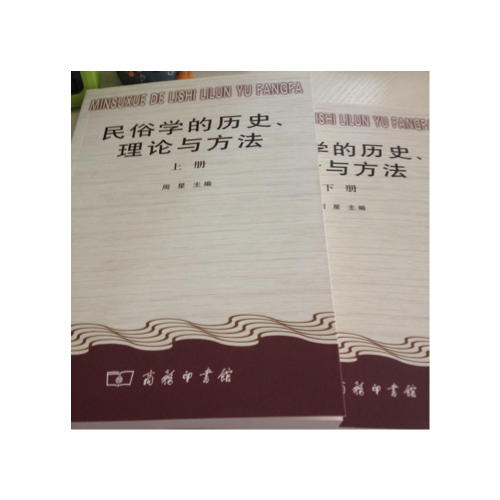 MINSUXUE DE LISHI LILUN YU FANGFA
民俗学的历史、
理论与方法
上册
周星 主编
商务印书馆
LISHI LILUN YU FANGFA
学的历史、
与方法
下册
星 主编
商务印书馆